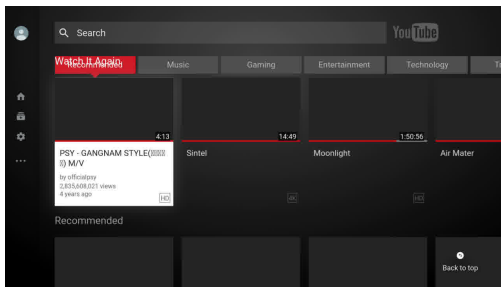 Search
YouTube
Watch It Again
Recommended
Music
Gaming
Entertainment
Technology
4:13
14:49
1:50:56
PSY - GANGNAM STYLE(
) M/V
Sintel
Moonlight
Air Mater
by officialpsy
2,835,608,021 views
4 years ago
HD
4K
HD
Recommended
Back to top